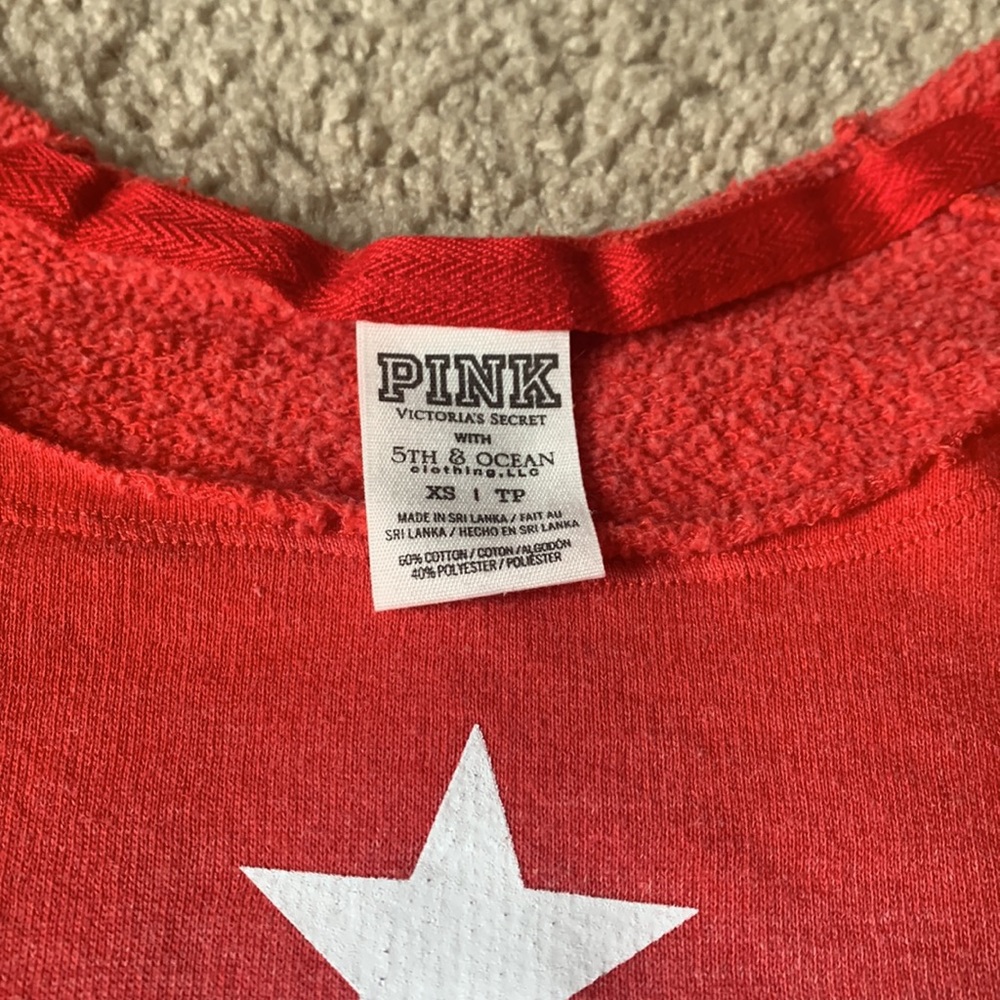 PINK
VICTORIA'S SECRET
WITH
5TH & OCEAN
clothing,LLC
XS | TP
MADE IN SRI LANKA / FAIT AU
SRI LANKA / HECHO EN SRI LANKA
60% COTTON / COTON / ALGODÓN
40% POLYESTER / POLIÉSTER